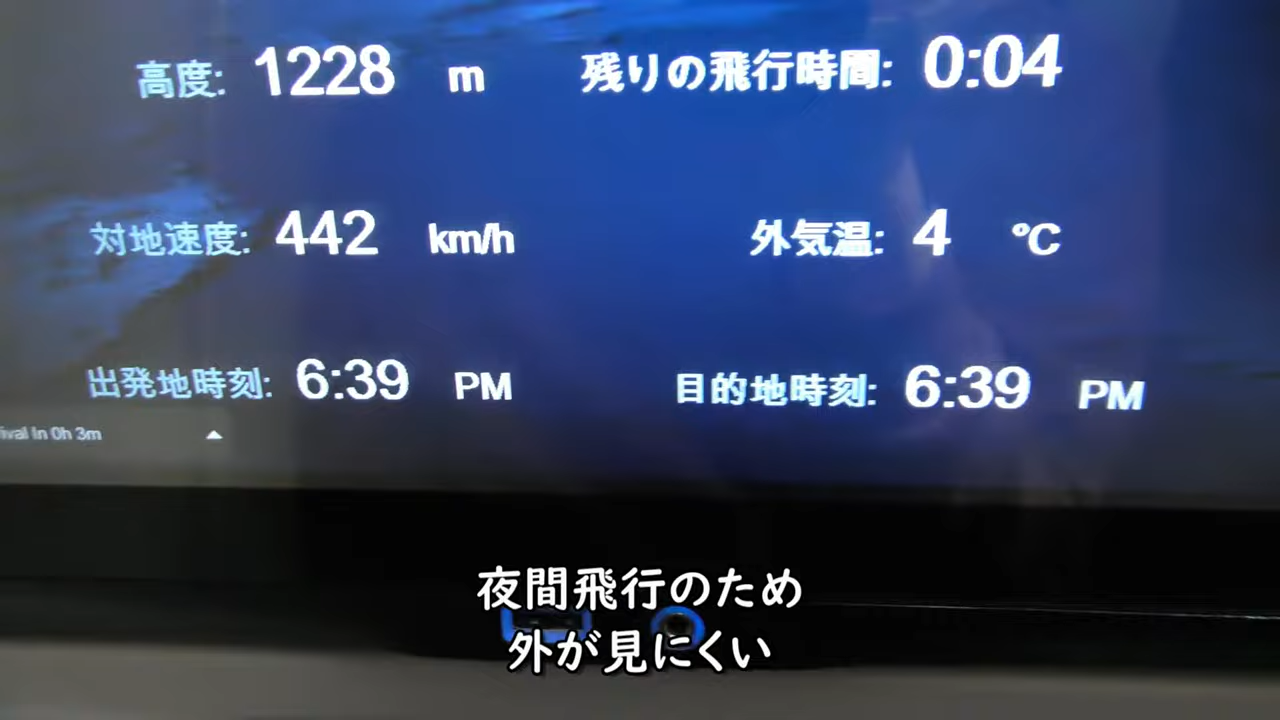 高度: 1228 m 残りの飛行時間: 0:04
対地速度: 442 km/h 外気温: 4 ℃
出発地時刻: 6:39 PM 目的地時刻: 6:39 PM
In 0h 3m
夜間飛行のため
外が見にくい